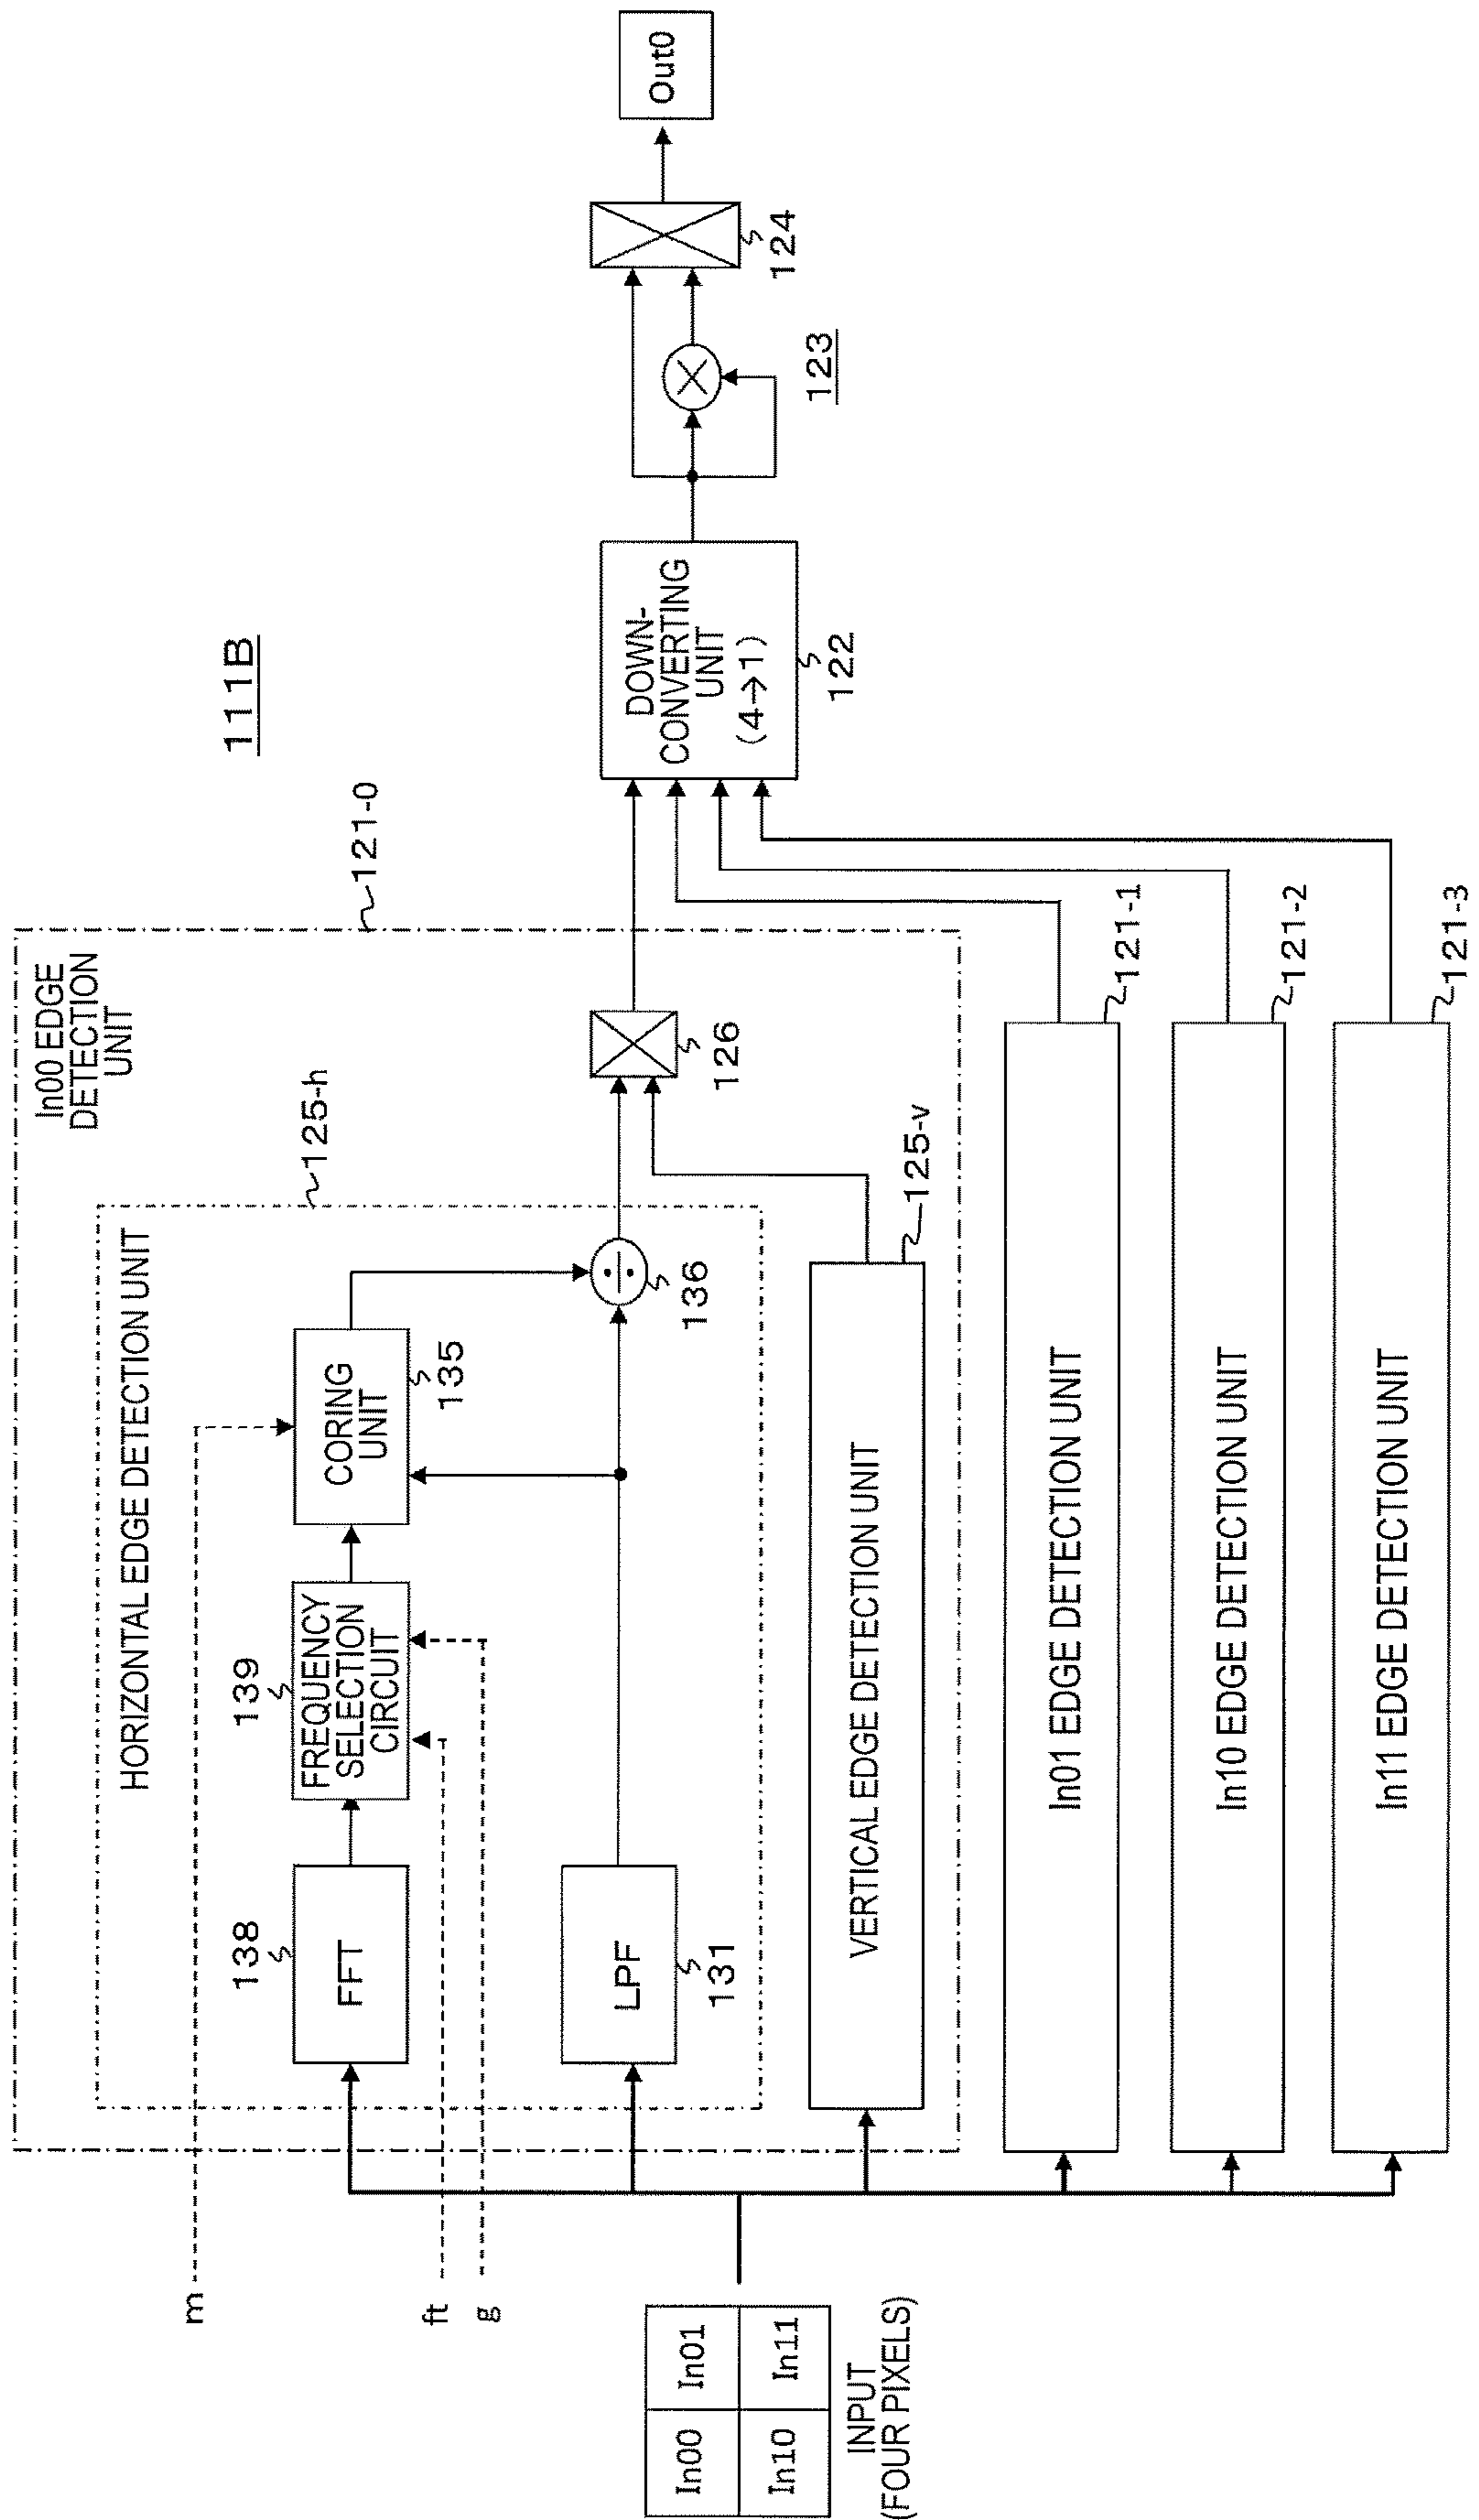 111B
In00 EDGE
DETECTION
UNIT
121-0
HORIZONTAL EDGE DETECTION UNIT
125-h
m
ft
g
138
FFT
139
FREQUENCY
SELECTION
CIRCUIT
CORING
UNIT
135
LPF
131
136
126
VERTICAL EDGE DETECTION UNIT
125-v
In01 EDGE DETECTION UNIT
121-1
In10 EDGE DETECTION UNIT
121-2
In11 EDGE DETECTION UNIT
121-3
In00
In01
In10
In11
INPUT
(FOUR PIXELS)
DOWN-
CONVERTING
UNIT
(4→1)
122
123
124
Out0